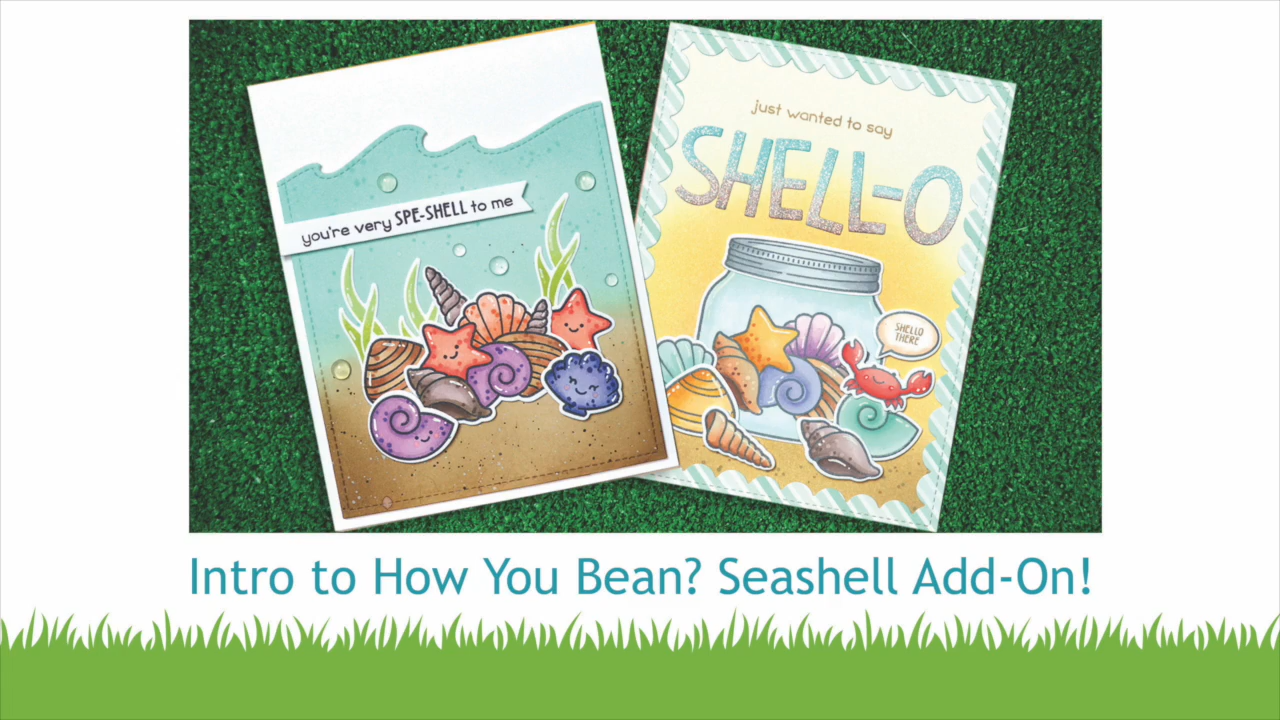 you're very SPE-SHELL to me
just wanted to say
SHELL-O
SHELLO
THERE
Intro to How You Bean? Seashell Add-On!